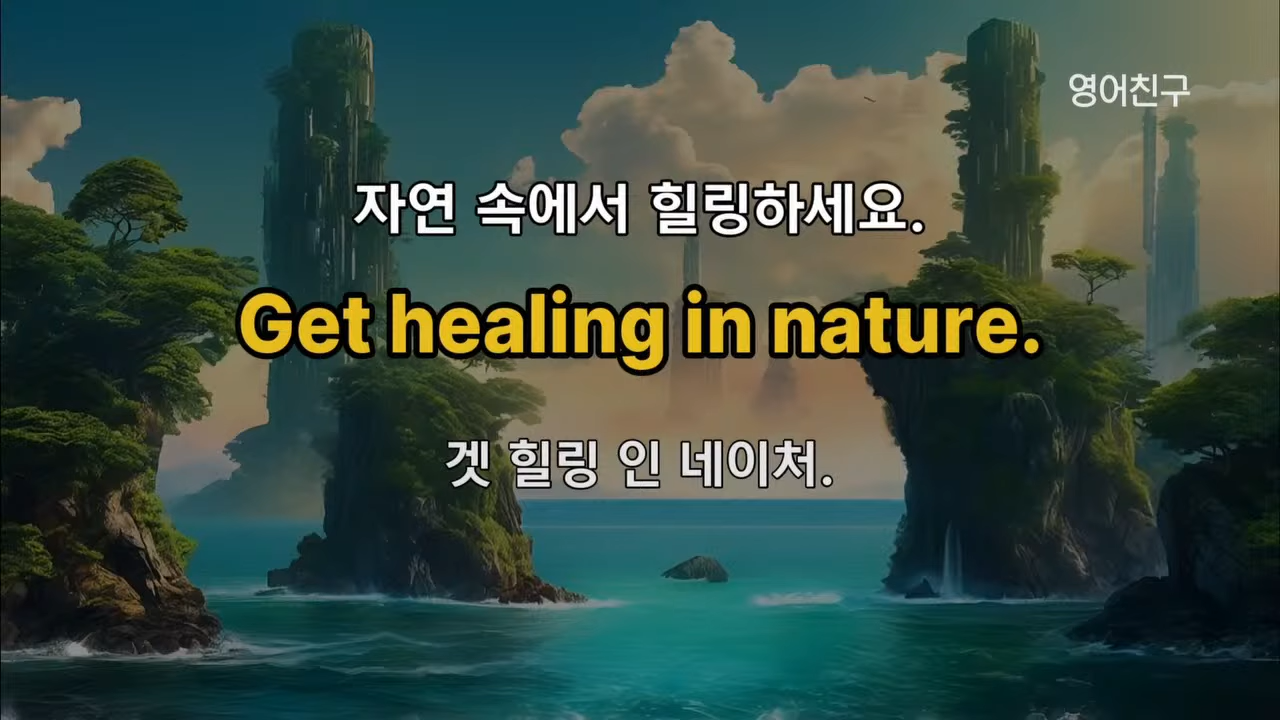 영어친구
자연 속에서 힐링하세요.
Get healing in nature.
겟 힐링 인 네이처.